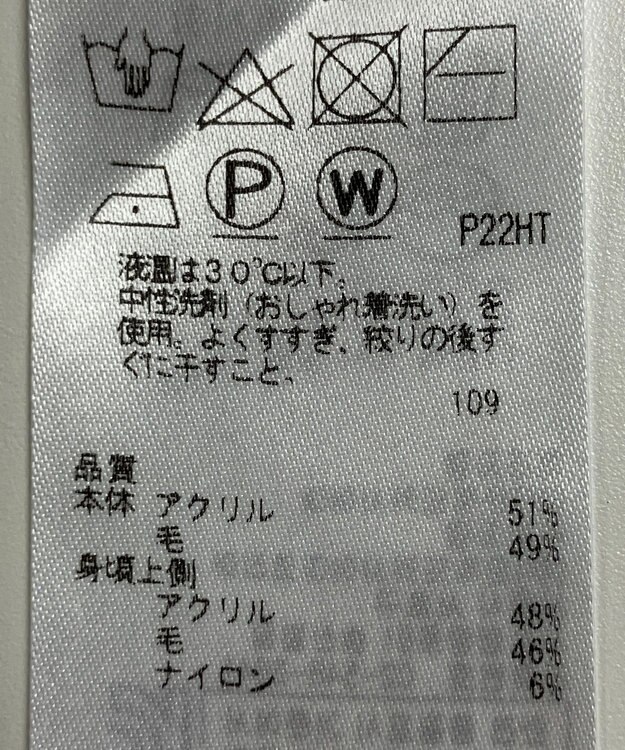 P W
P22HT
液温は30℃以下。
中性洗剤（おしゃれ着洗い）を
使用。よくすすぎ、絞りの後す
ぐに干すこと。
109
品質
本体 アクリル 51%
毛 49%
身頃上側
アクリル 48%
毛 46%
ナイロン 6%